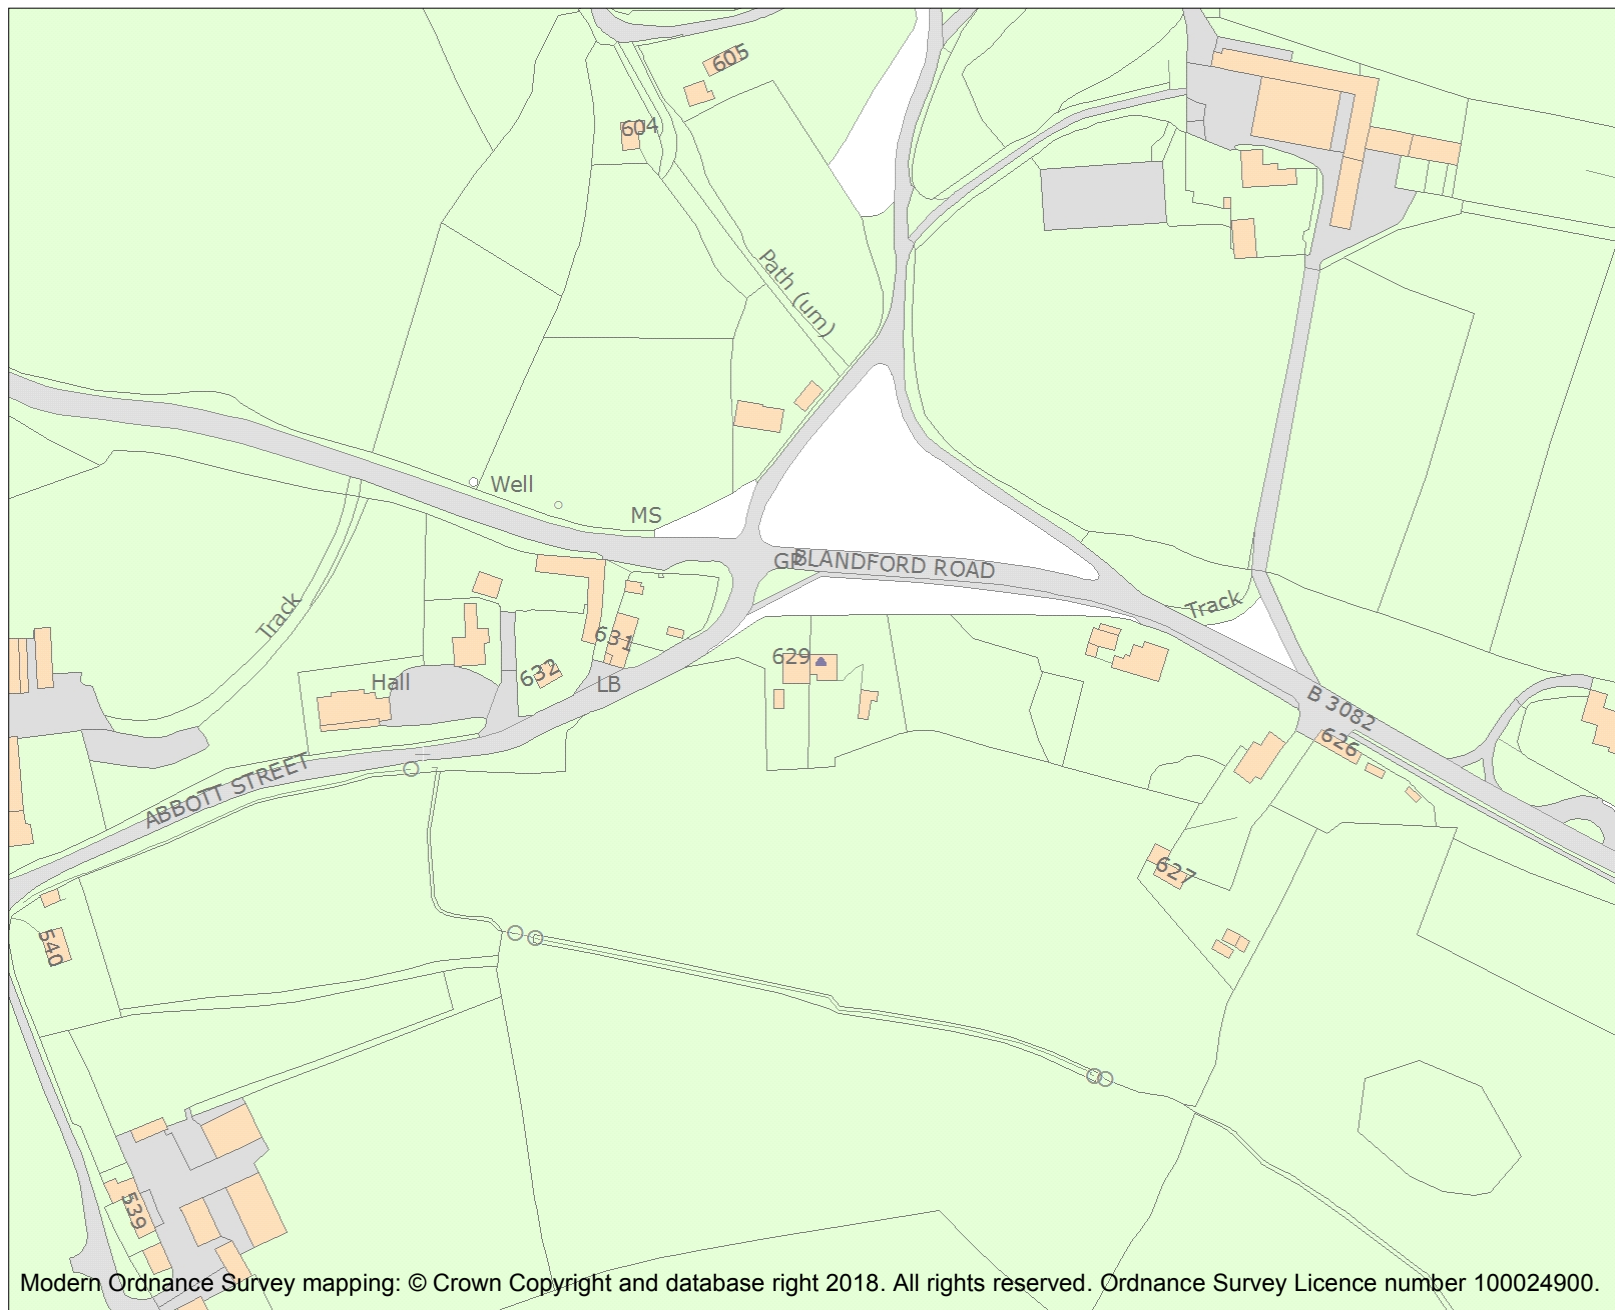 605
604
Path (um)
Well
MS
GP
BLANDFORD ROAD
Track
Track
631
632
629
Hall
LB
B 3082
626
ABBOTT STREET
627
540
539
Modern Ordnance Survey mapping: © Crown Copyright and database right 2018. All rights reserved. Ordnance Survey Licence number 100024900.